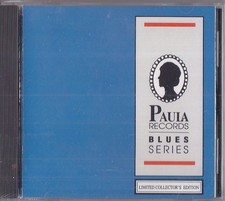 PAULA
RECORDS
BLUES
SERIES
LIMITED COLLECTOR'S EDITION